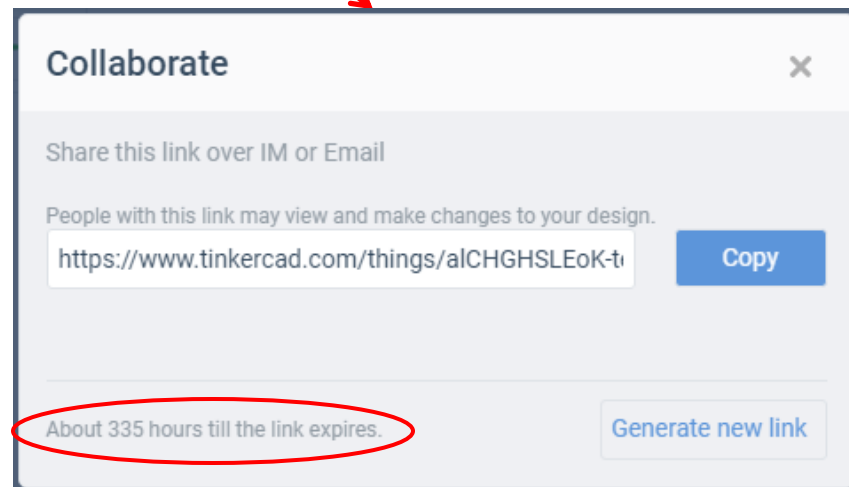 Collaborate
Share this link over IM or Email
People with this link may view and make changes to your design.
https://www.tinkercad.com/things/alCHGHSLEoK-t
Copy
About 335 hours till the link expires.
Generate new link